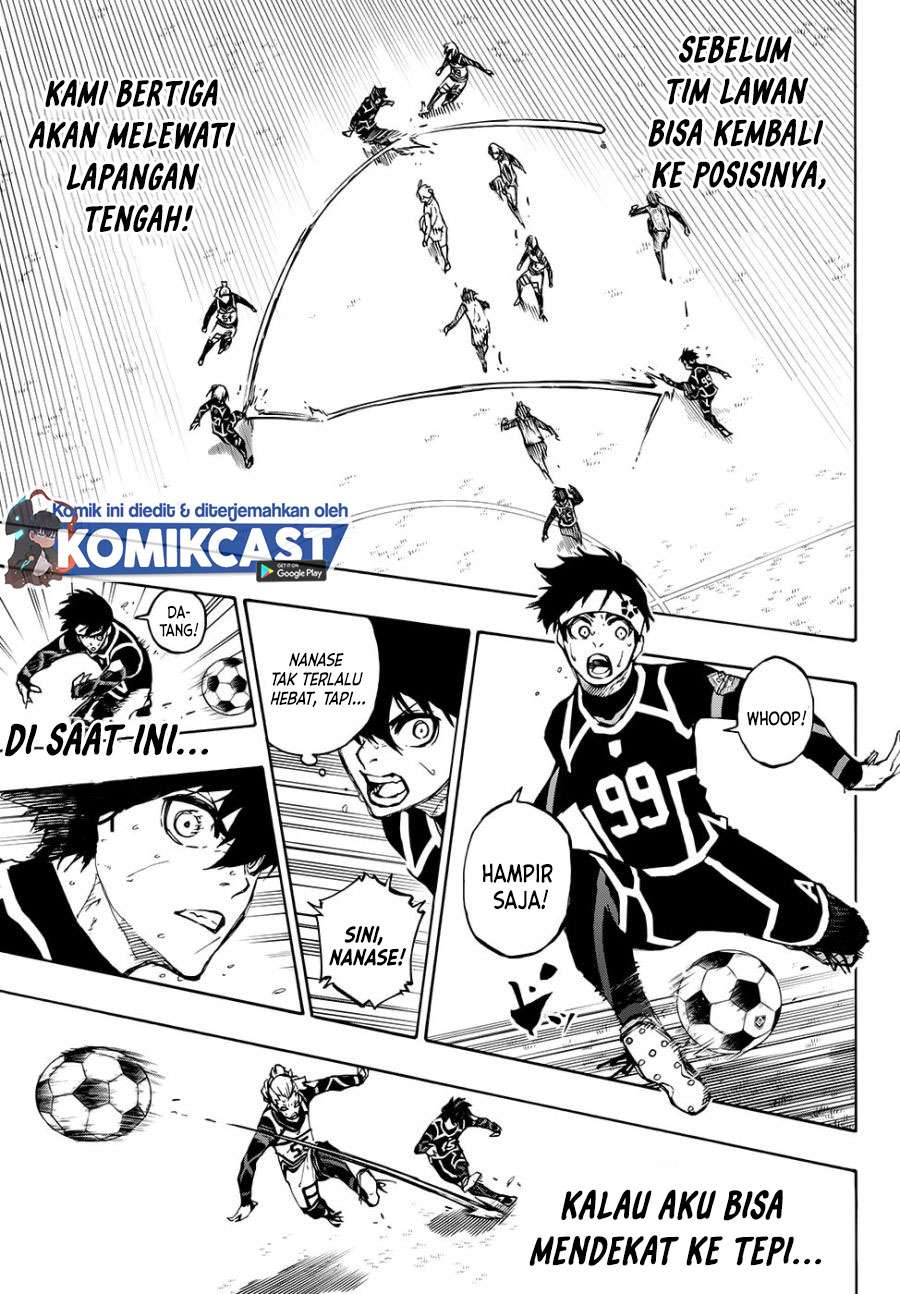 SEBELUM
TIM LAWAN
BISA KEMBALI
KE POSISINYA,
KAMI BERTIGA
AKAN MELEWATI
LAPANGAN
TENGAH!
Komik ini diedit & diterjemahkan oleh
KOMIKCAST
GET IT ON
Google Play
WHOOP!
99
HAMPIR
SAJA!
NANASE
TAK TERLALU
HEBAT, TAPI...
SINI,
NANASE!
DA-
TANG!
DI SAAT INI...
15
KALAU AKU BISA
MENDEKAT KE TEPI...